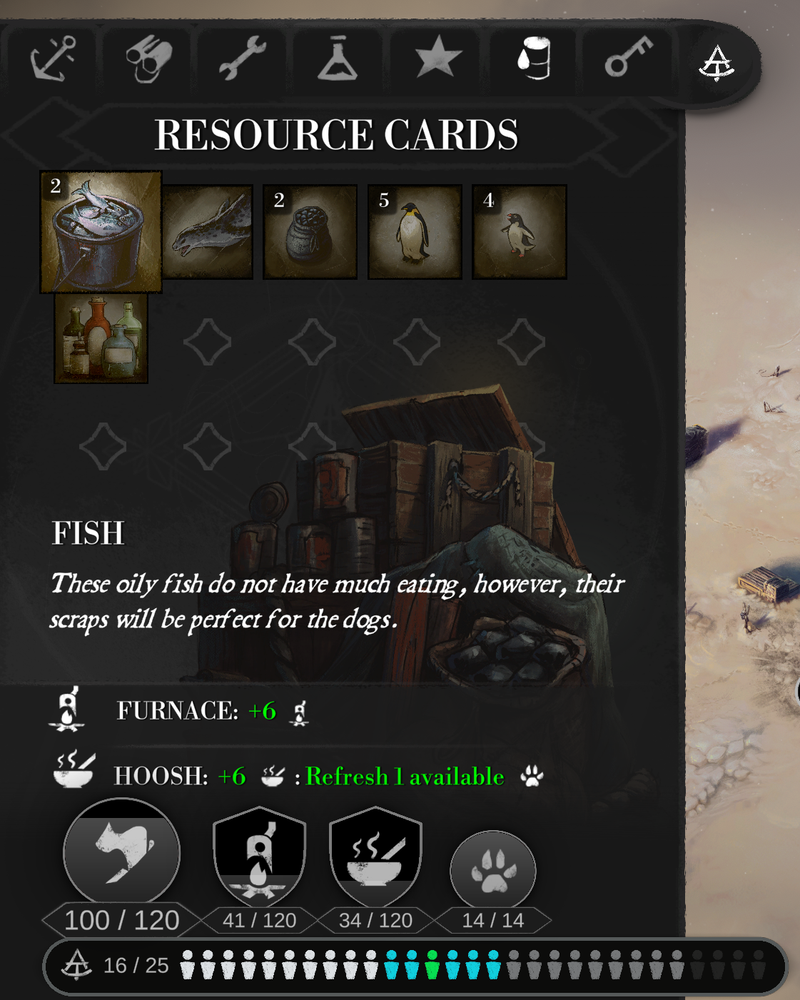 RESOURCE CARDS
2
2
5
4
FISH
These oily fish do not have much eating, however, their
scraps will be perfect for the dogs.
FURNACE: +6
HOOSH: +6 : Refresh 1 available
100 / 120
41 / 120
34 / 120
14 / 14
16 / 25